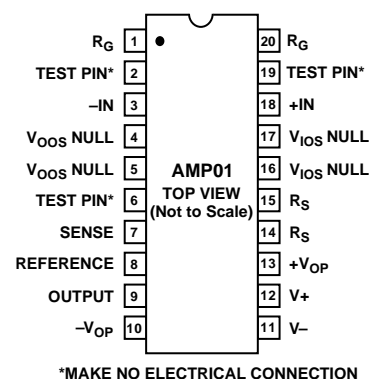 RG 1 20 RG
TEST PIN* 2 19 TEST PIN*
–IN 3 18 +IN
VOOS NULL 4 17 VIOS NULL
VOOS NULL 5 AMP01 16 VIOS NULL
TOP VIEW
TEST PIN* 6 (Not to Scale) 15 RS
SENSE 7 14 RS
REFERENCE 8 13 +VOP
OUTPUT 9 12 V+
–VOP 10 11 V–
*MAKE NO ELECTRICAL CONNECTION